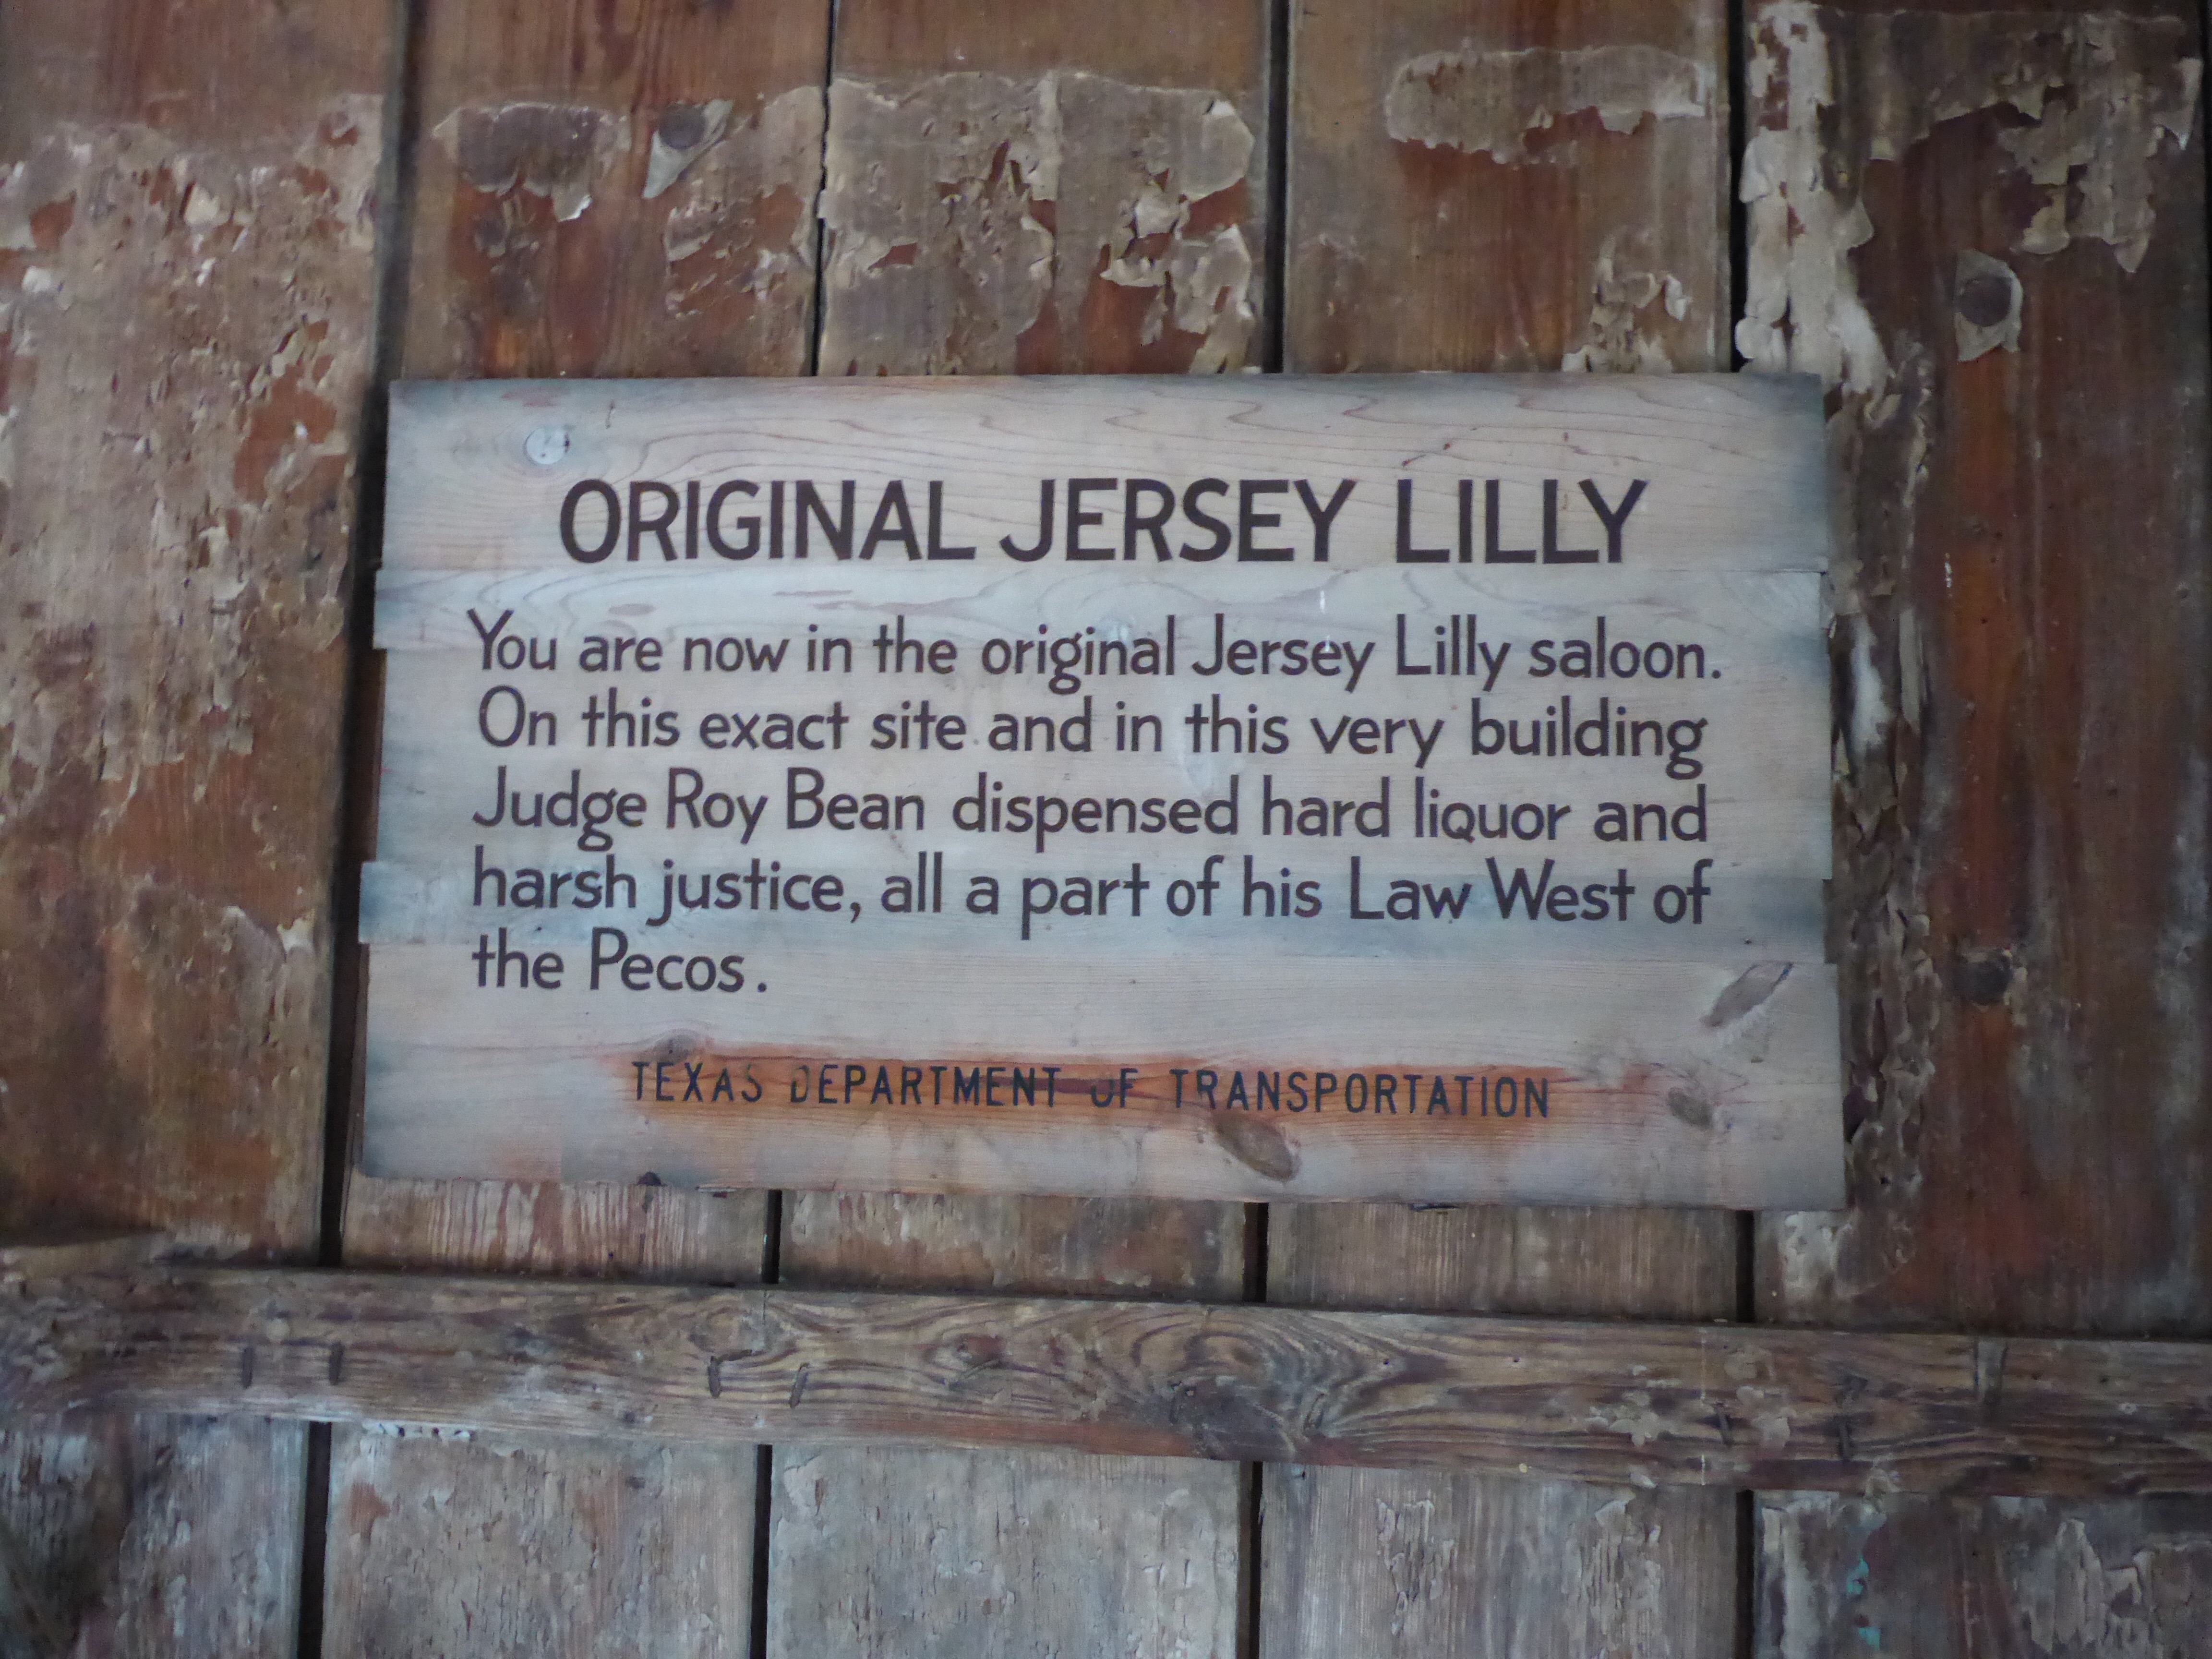 ORIGINAL JERSEY LILLY
You are now in the original Jersey Lilly saloon.
On this exact site and in this very building
Judge Roy Bean dispensed hard liquor and
harsh justice, all a part of his Law West of
the Pecos.
TEXAS DEPARTMENT OF TRANSPORTATION